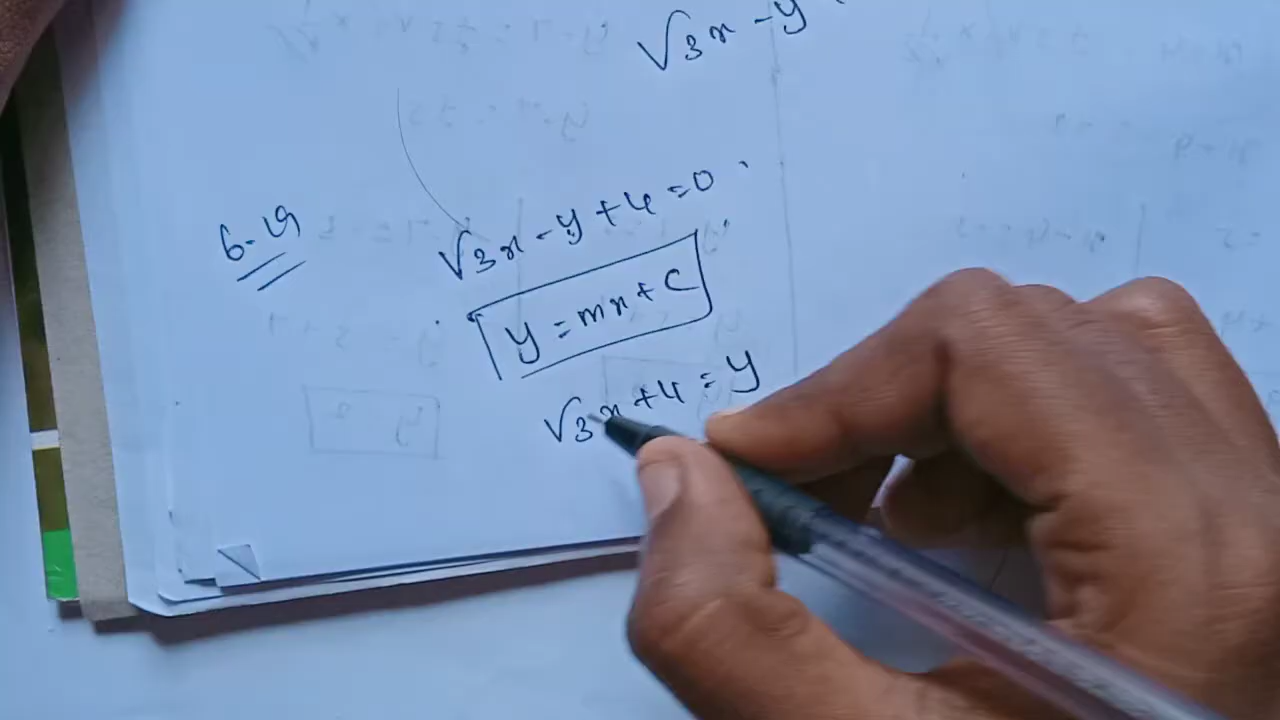 √3x - y
6.19
√3x - y + 4 = 0
y = mx + c
√3x + 4 = y